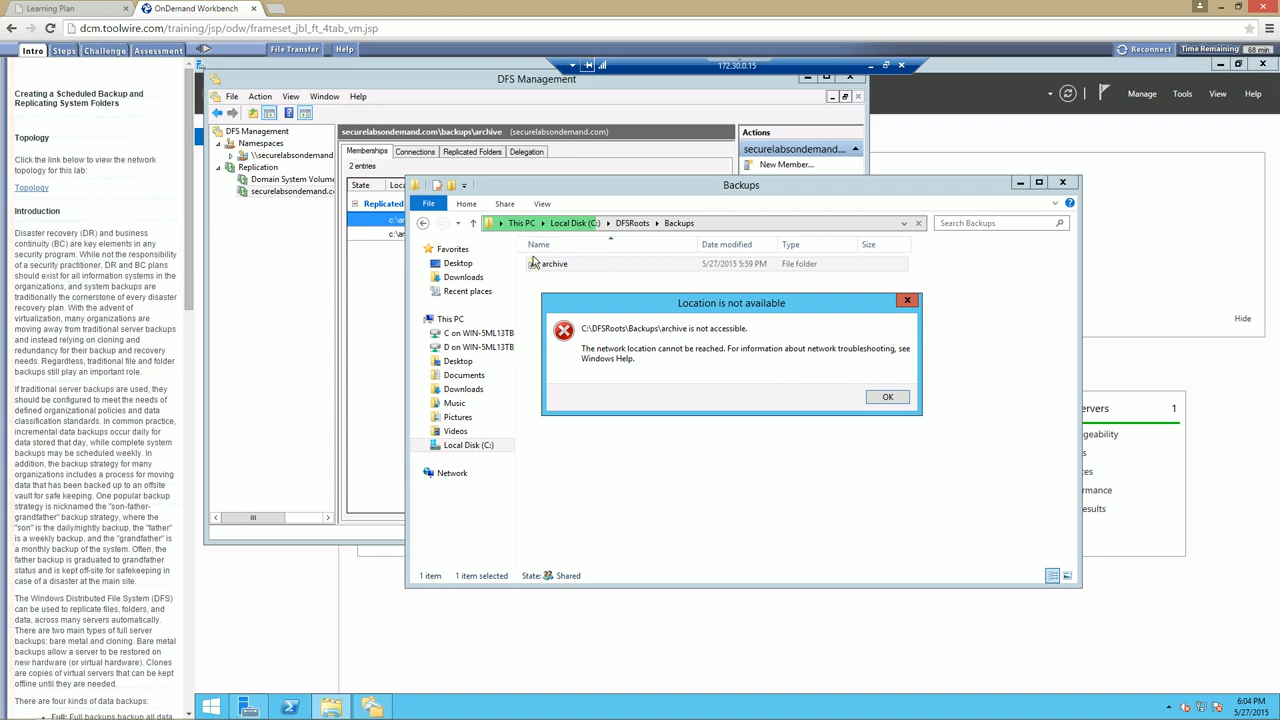 Learning Plan
OnDemand Workbench
dcm.toolwire.com/training/jsp/odw/frameset_jbl_ft_4tab_vm.jsp
Intro
Steps
Challenge
Assessment
File Transfer
Help
Reconnect
Time Remaining
68 min
Creating a Scheduled Backup and
Replicating System Folders
Topology
Click the link below to view the network
topology for this lab:
Topology
Introduction
Disaster recovery (DR) and business
continuity (BC) are key elements in any
security program. While not the responsibility
of a security practitioner, DR and BC plans
should exist for all information systems in the
organizations, and system backups are
traditionally the cornerstone of every disaster
recovery plan. With the advent of
virtualization, many organizations are
moving away from traditional server backups
and instead relying on cloning and
redundancy for their backup and recovery
needs. Regardless, traditional file and folder
backups still play an important role.
If traditional server backups are used, they
should be configured to meet the needs of
defined organizational policies and data
classification standards. In common practice,
incremental data backups occur daily for
data stored that day, while complete system
backups may be scheduled weekly. In
addition, the backup strategy for many
organizations includes a process for moving
data that has been backed up to an offsite
vault for safe keeping. One popular backup
strategy is nicknamed the "son-father-
grandfather" backup strategy, where the
"son" is the daily/nightly backup, the "father"
is a weekly backup, and the "grandfather" is
a monthly backup of the system. Often, the
father backup is graduated to grandfather
status and is kept off-site for safekeeping in
case of a disaster at the main site.
The Windows Distributed File System (DFS)
can be used to replicate files, folders, and
data, across many servers automatically.
There are two main types of full server
backups: bare metal and cloning. Bare metal
backups allow a server to be restored on
new hardware (or virtual hardware). Clones
are copies of virtual servers that can be kept
offline until they are needed.
There are four kinds of data backups:
• Full: Full backups backup all data
172.30.0.15
Manage
Tools
View
Help
DFS Management
File
Action
View
Window
Help
DFS Management
Namespaces
\\securelabsondemand
Replication
Domain System Volume
securelabsondemand.c
securelabsondemand.com\backups\archive (securelabsondemand.com)
Memberships
Connections
Replicated Folders
Delegation
2 entries
State
Loca
Replicated
c:\ar
c:\ar
Actions
securelabsondemand....
New Member...
Backups
File
Home
Share
View
This PC
Local Disk (C:)
DFSRoots
Backups
Search Backups
Favorites
Desktop
Downloads
Recent places
This PC
C on WIN-5ML13TB
D on WIN-5ML13TB
Desktop
Documents
Downloads
Music
Pictures
Videos
Local Disk (C:)
Network
Name
Date modified
Type
Size
archive
5/27/2015 5:59 PM
File folder
Location is not available
C:\DFSRoots\Backups\archive is not accessible.
The network location cannot be reached. For information about network troubleshooting, see
Windows Help.
OK
1 item
1 item selected
State:
Shared
Hide
ervers
1
geability
s
ces
rmance
esults
6:04 PM
5/27/2015